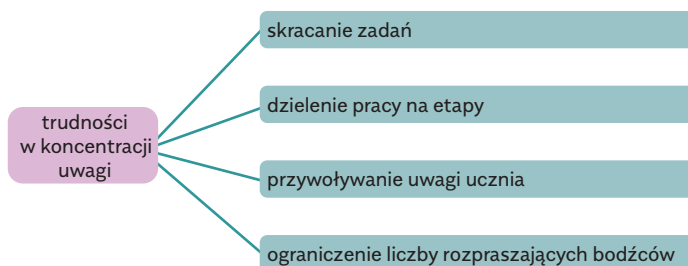 trudności
w koncentracji
uwagi
skracanie zadań
dzielenie pracy na etapy
przywoływanie uwagi ucznia
ograniczenie liczby rozpraszających bodźców